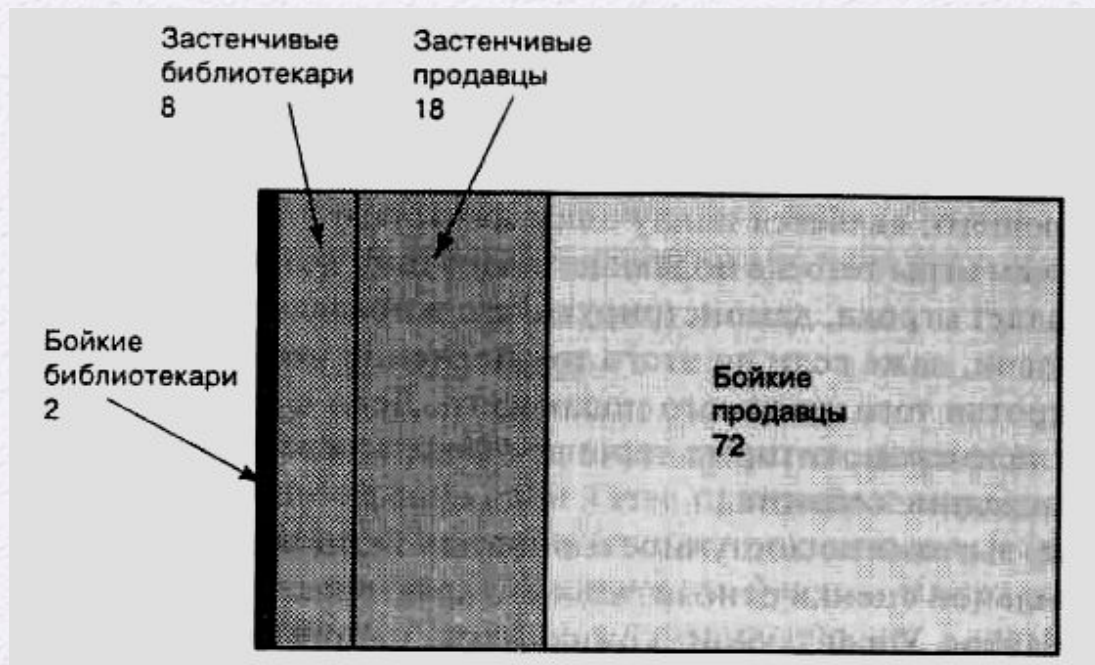 Застенчивые
библиотекари
8
Застенчивые
продавцы
18
Бойкие
библиотекари
2
Бойкие
продавцы
72